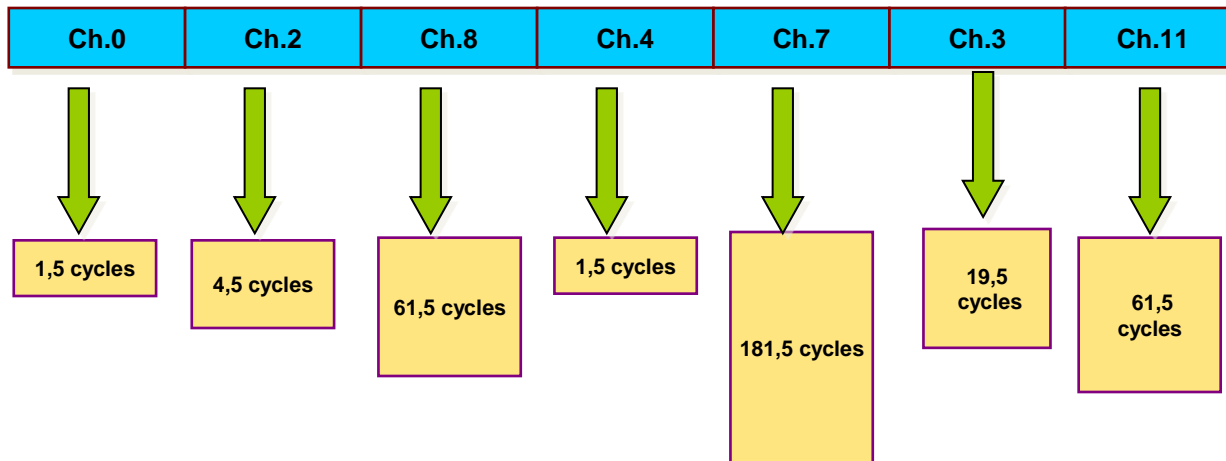 Ch.0
Ch.2
Ch.8
Ch.4
Ch.7
Ch.3
Ch.11
1,5 cycles
4,5 cycles
61,5 cycles
1,5 cycles
181,5 cycles
19,5
cycles
61,5
cycles